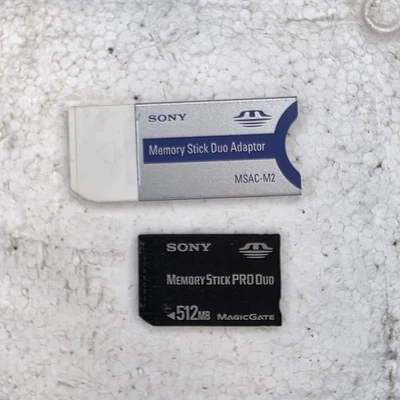 SONY
Memory Stick Duo Adaptor
MSAC-M2
SONY
MEMORY STICK PRO DUO
512MB MAGICGATE